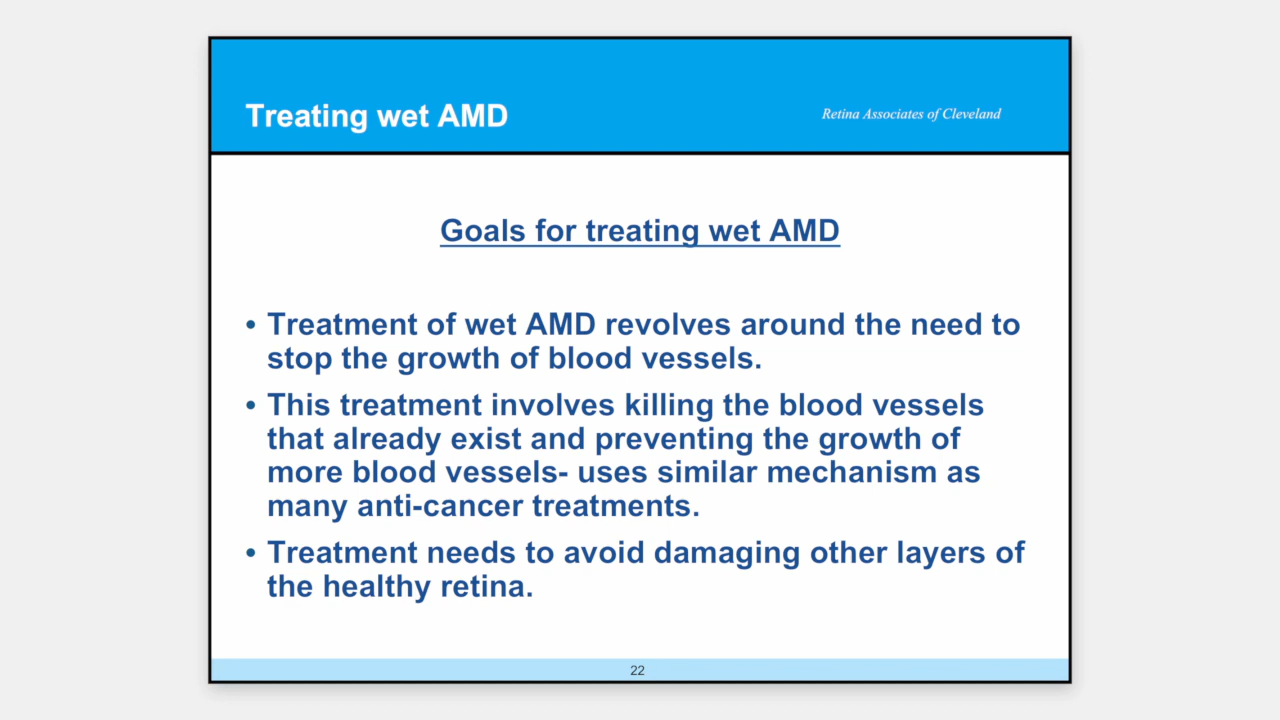 Treating wet AMD
Retina Associates of Cleveland
Goals for treating wet AMD
• Treatment of wet AMD revolves around the need to
stop the growth of blood vessels.
• This treatment involves killing the blood vessels
that already exist and preventing the growth of
more blood vessels- uses similar mechanism as
many anti-cancer treatments.
• Treatment needs to avoid damaging other layers of
the healthy retina.
22